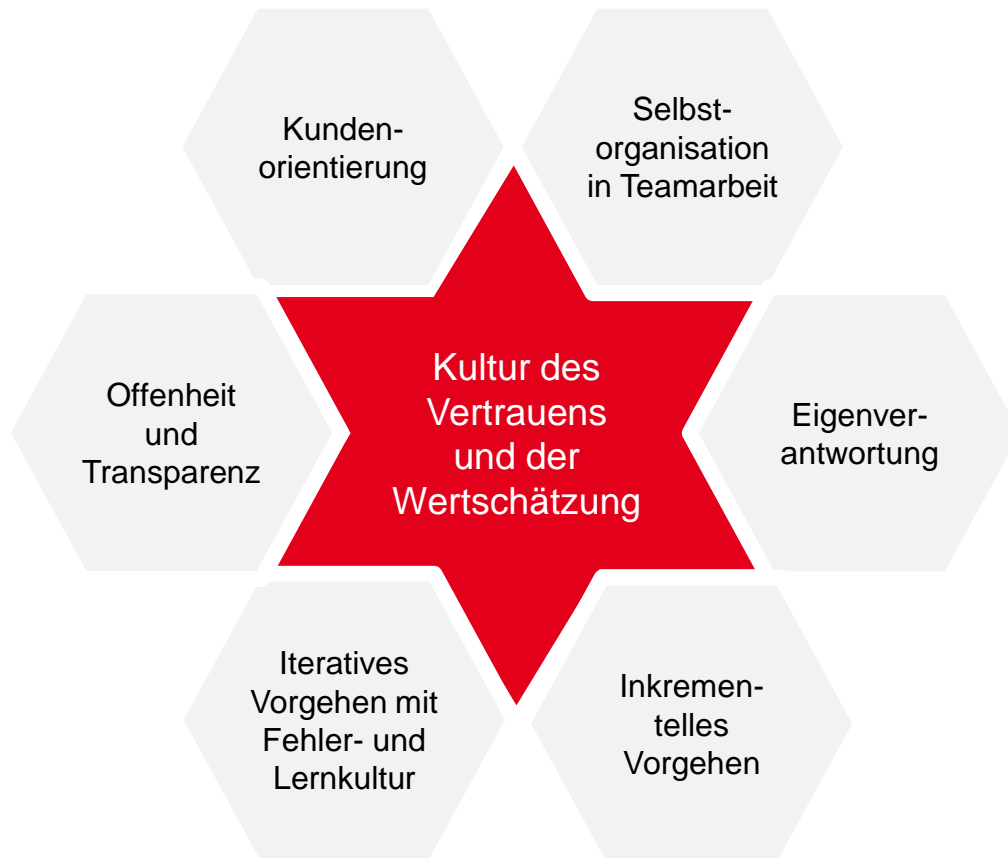 Kunden-
orientierung
Selbst-
organisation
in Teamarbeit
Offenheit
und
Transparenz
Kultur des
Vertrauens
und der
Wertschätzung
Eigenver-
antwortung
Iteratives
Vorgehen mit
Fehler- und
Lernkultur
Inkremen-
telles
Vorgehen